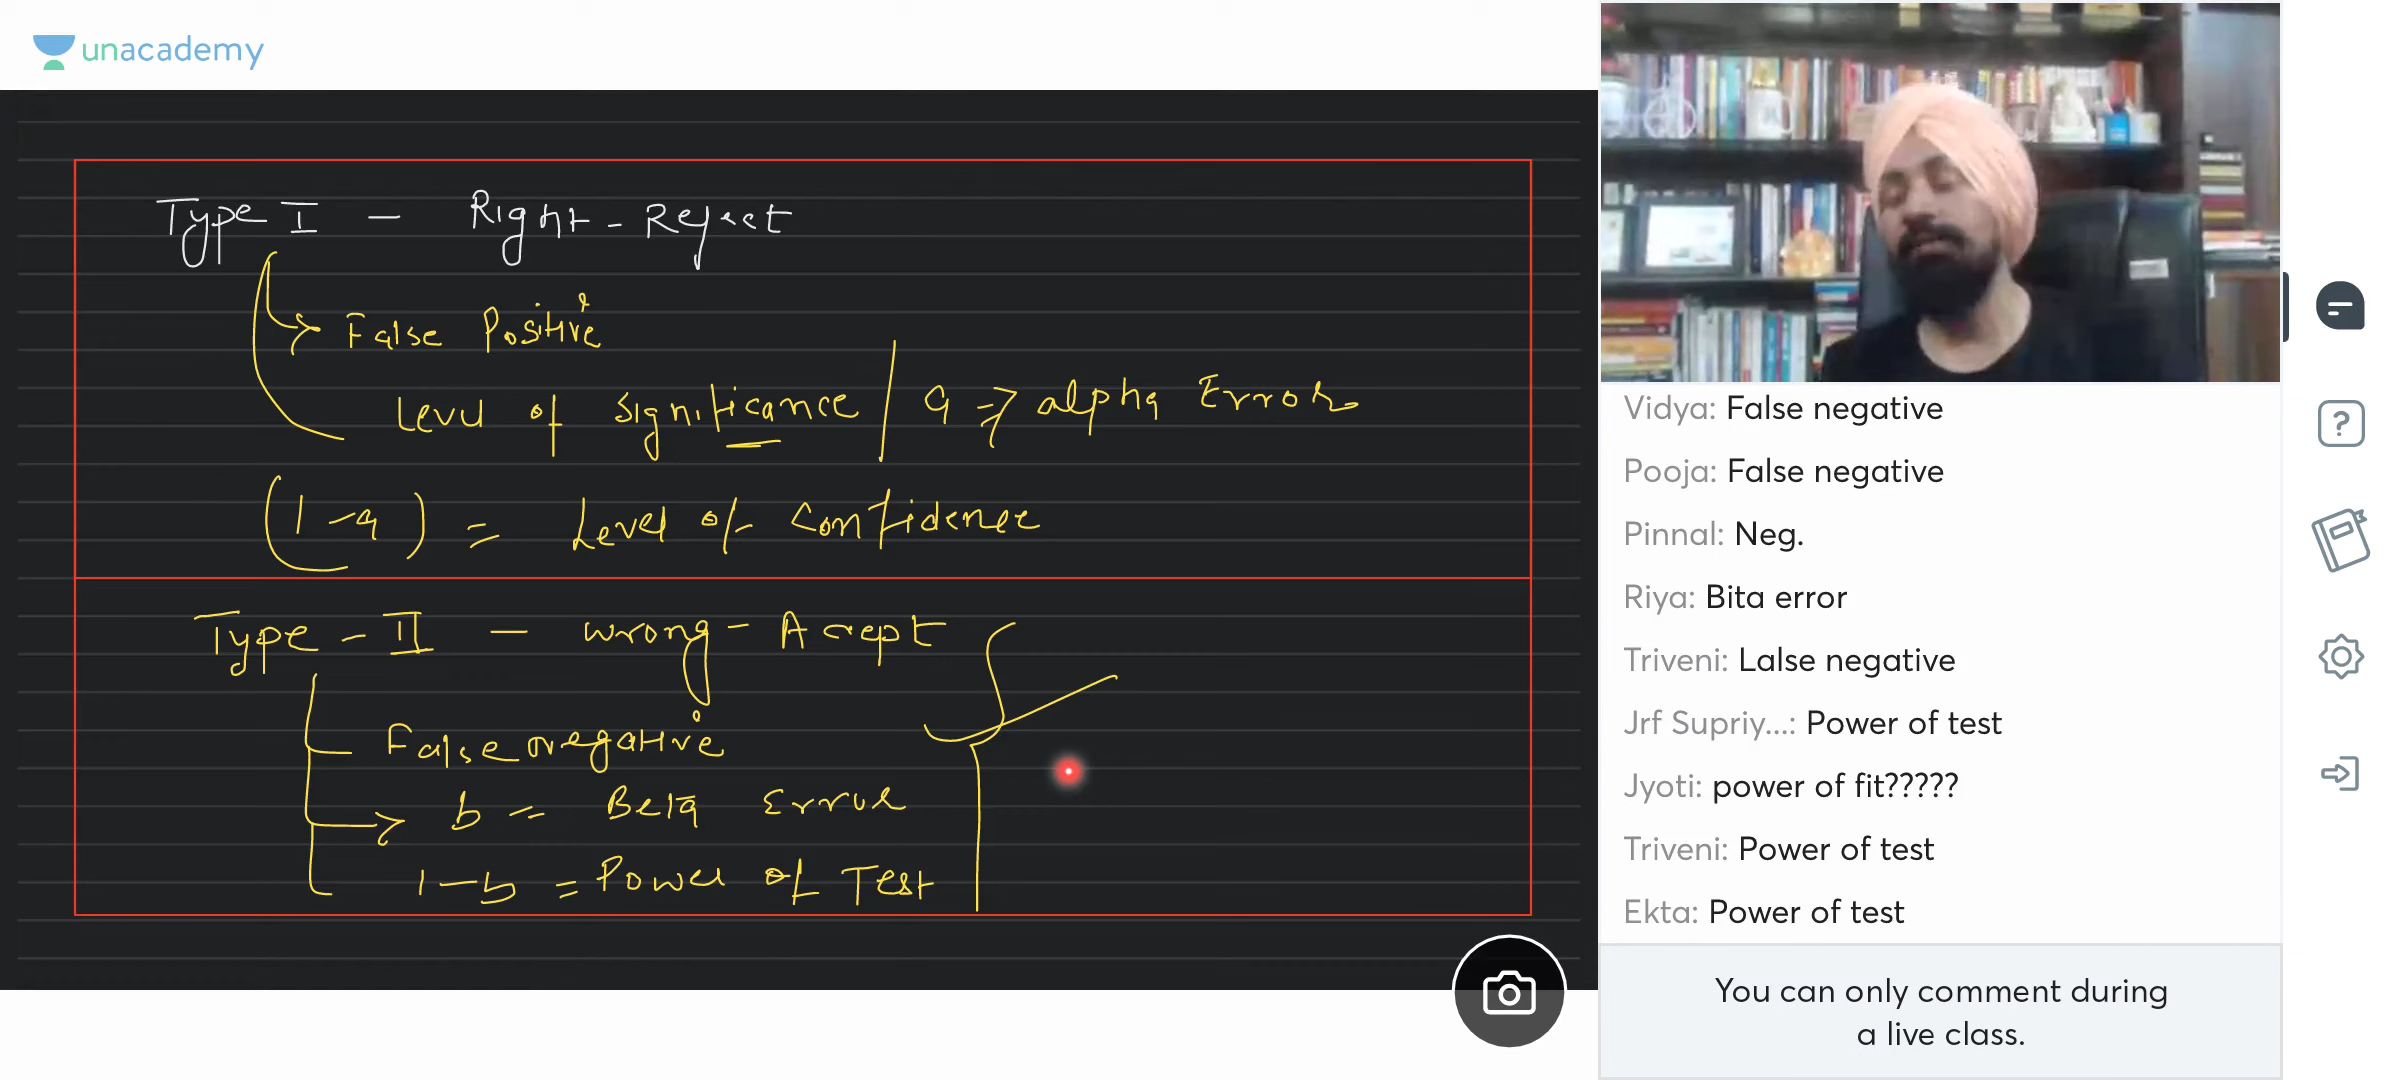 unacademy
Type I - Right - Reject
False Positive
Level of Significance / a => alpha Error
(1-a) = Level of Confidence
Type - II - wrong - Accept
False negative
b = Beta Error
1-b = Power of Test
Vidya: False negative
Pooja: False negative
Pinnal: Neg.
Riya: Bita error
Triveni: Lalse negative
Jrf Supriy...: Power of test
Jyoti: power of fit?????
Triveni: Power of test
Ekta: Power of test
You can only comment during
a live class.